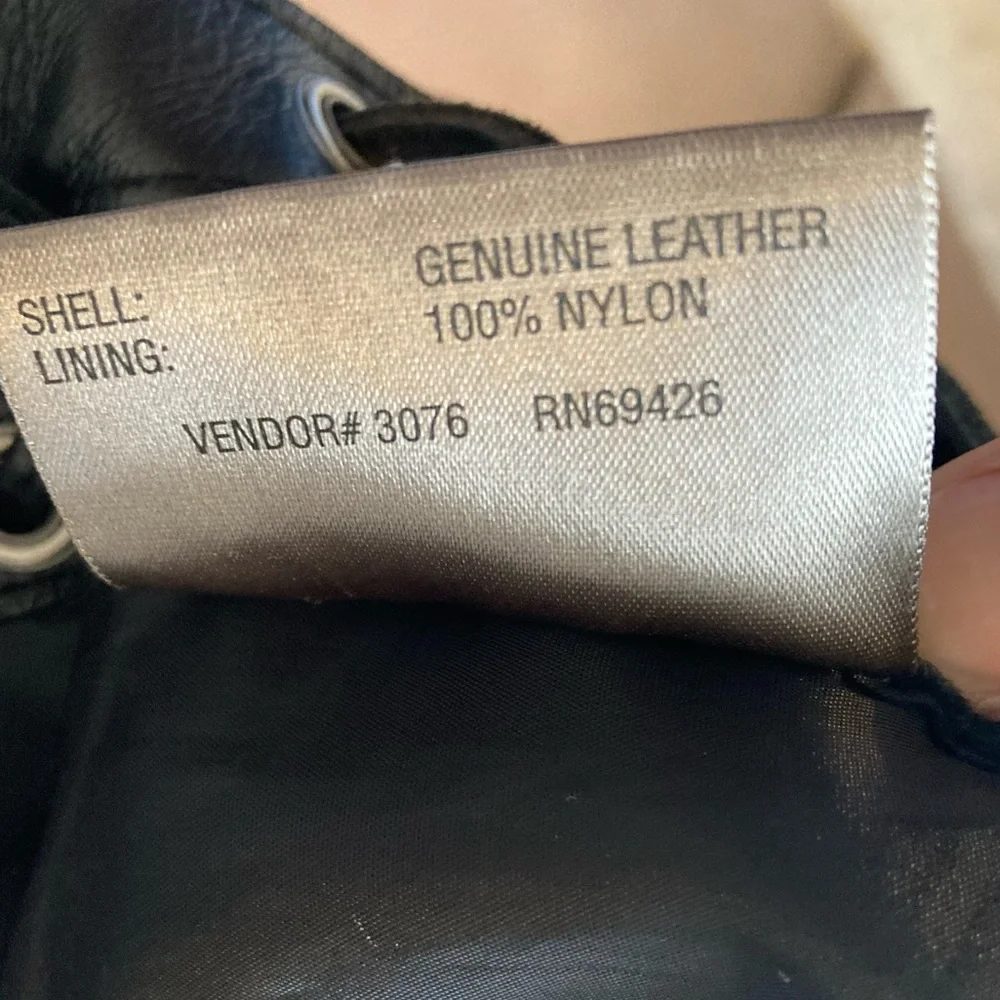 SHELL: GENUINE LEATHER
LINING: 100% NYLON
VENDOR# 3076 RN69426